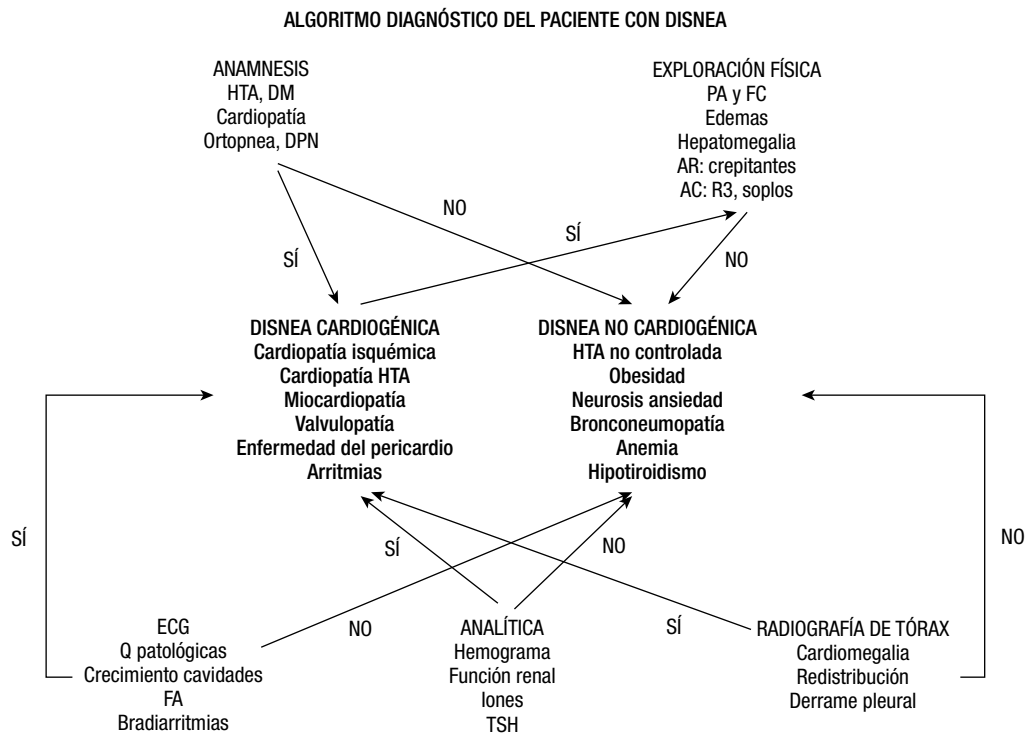 ALGORITMO DIAGNÓSTICO DEL PACIENTE CON DISNEA
ANAMNESIS
HTA, DM
Cardiopatía
Ortopnea, DPN
EXPLORACIÓN FÍSICA
PA y FC
Edemas
Hepatomegalia
AR: crepitantes
AC: R3, soplos
NO
SÍ
SÍ
NO
DISNEA CARDIOGÉNICA
Cardiopatía isquémica
Cardiopatía HTA
Miocardiopatía
Valvulopatía
Enfermedad del pericardio
Arritmias
DISNEA NO CARDIOGÉNICA
HTA no controlada
Obesidad
Neurosis ansiedad
Bronconeumopatía
Anemia
Hipotiroidismo
SÍ
SÍ
NO
NO
NO
SÍ
ECG
Q patológicas
Crecimiento cavidades
FA
Bradiarritmias
ANALÍTICA
Hemograma
Función renal
Iones
TSH
RADIOGRAFÍA DE TÓRAX
Cardiomegalia
Redistribución
Derrame pleural